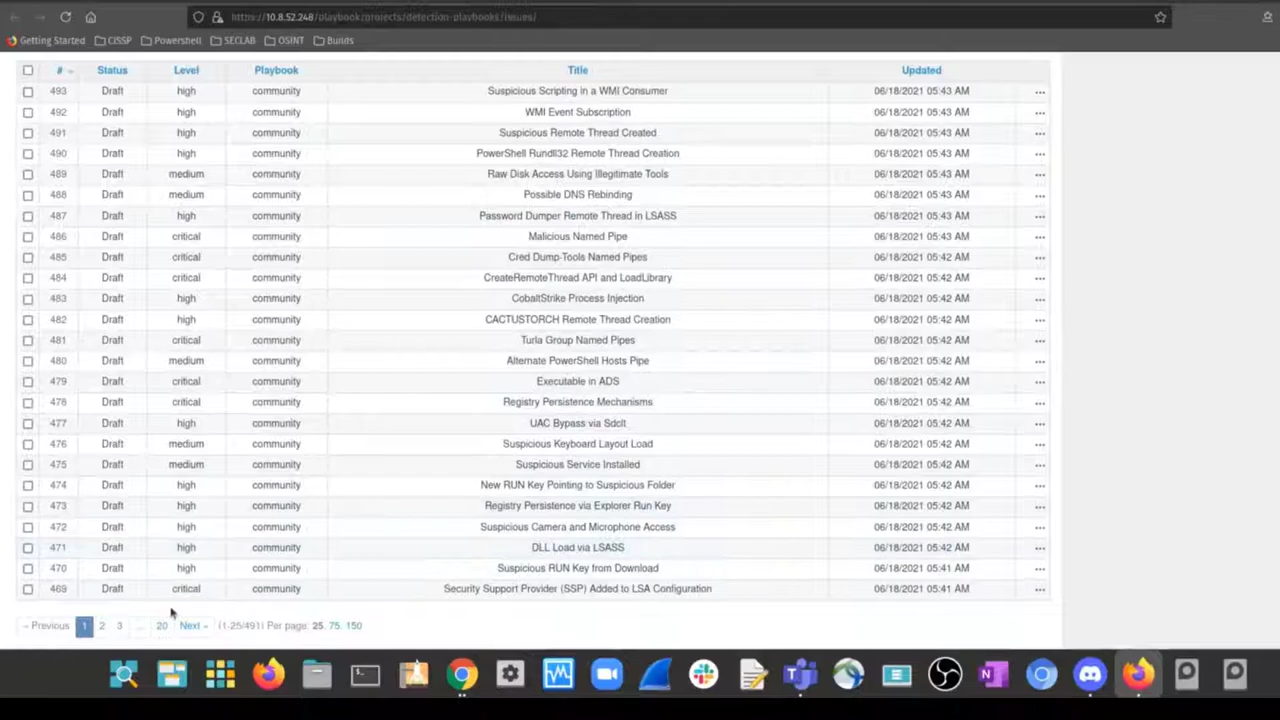 https://10.8.52.248/playbook/projects/detection-playbooks/issues/
Getting Started CISSP Powershell SECLAB OSINT Builds
# Status Level Playbook Title Updated
493 Draft high community Suspicious Scripting in a WMI Consumer 06/18/2021 05:43 AM ...
492 Draft high community WMI Event Subscription 06/18/2021 05:43 AM ...
491 Draft high community Suspicious Remote Thread Created 06/18/2021 05:43 AM ...
490 Draft high community PowerShell Rundll32 Remote Thread Creation 06/18/2021 05:43 AM ...
489 Draft medium community Raw Disk Access Using Illegitimate Tools 06/18/2021 05:43 AM ...
488 Draft medium community Possible DNS Rebinding 06/18/2021 05:43 AM ...
487 Draft high community Password Dumper Remote Thread in LSASS 06/18/2021 05:43 AM ...
486 Draft critical community Malicious Named Pipe 06/18/2021 05:43 AM ...
485 Draft critical community Cred Dump-Tools Named Pipes 06/18/2021 05:42 AM ...
484 Draft critical community CreateRemoteThread API and LoadLibrary 06/18/2021 05:42 AM ...
483 Draft high community CobaltStrike Process Injection 06/18/2021 05:42 AM ...
482 Draft high community CACTUSTORCH Remote Thread Creation 06/18/2021 05:42 AM ...
481 Draft critical community Turla Group Named Pipes 06/18/2021 05:42 AM ...
480 Draft medium community Alternate PowerShell Hosts Pipe 06/18/2021 05:42 AM ...
479 Draft critical community Executable in ADS 06/18/2021 05:42 AM ...
478 Draft critical community Registry Persistence Mechanisms 06/18/2021 05:42 AM ...
477 Draft high community UAC Bypass via Sdclt 06/18/2021 05:42 AM ...
476 Draft medium community Suspicious Keyboard Layout Load 06/18/2021 05:42 AM ...
475 Draft medium community Suspicious Service Installed 06/18/2021 05:42 AM ...
474 Draft high community New RUN Key Pointing to Suspicious Folder 06/18/2021 05:42 AM ...
473 Draft high community Registry Persistence via Explorer Run Key 06/18/2021 05:42 AM ...
472 Draft high community Suspicious Camera and Microphone Access 06/18/2021 05:42 AM ...
471 Draft high community DLL Load via LSASS 06/18/2021 05:42 AM ...
470 Draft high community Suspicious RUN Key from Download 06/18/2021 05:41 AM ...
469 Draft critical community Security Support Provider (SSP) Added to LSA Configuration 06/18/2021 05:41 AM ...
« Previous 1 2 3 ... 20 Next » (1-25/491) Per page: 25, 75, 150